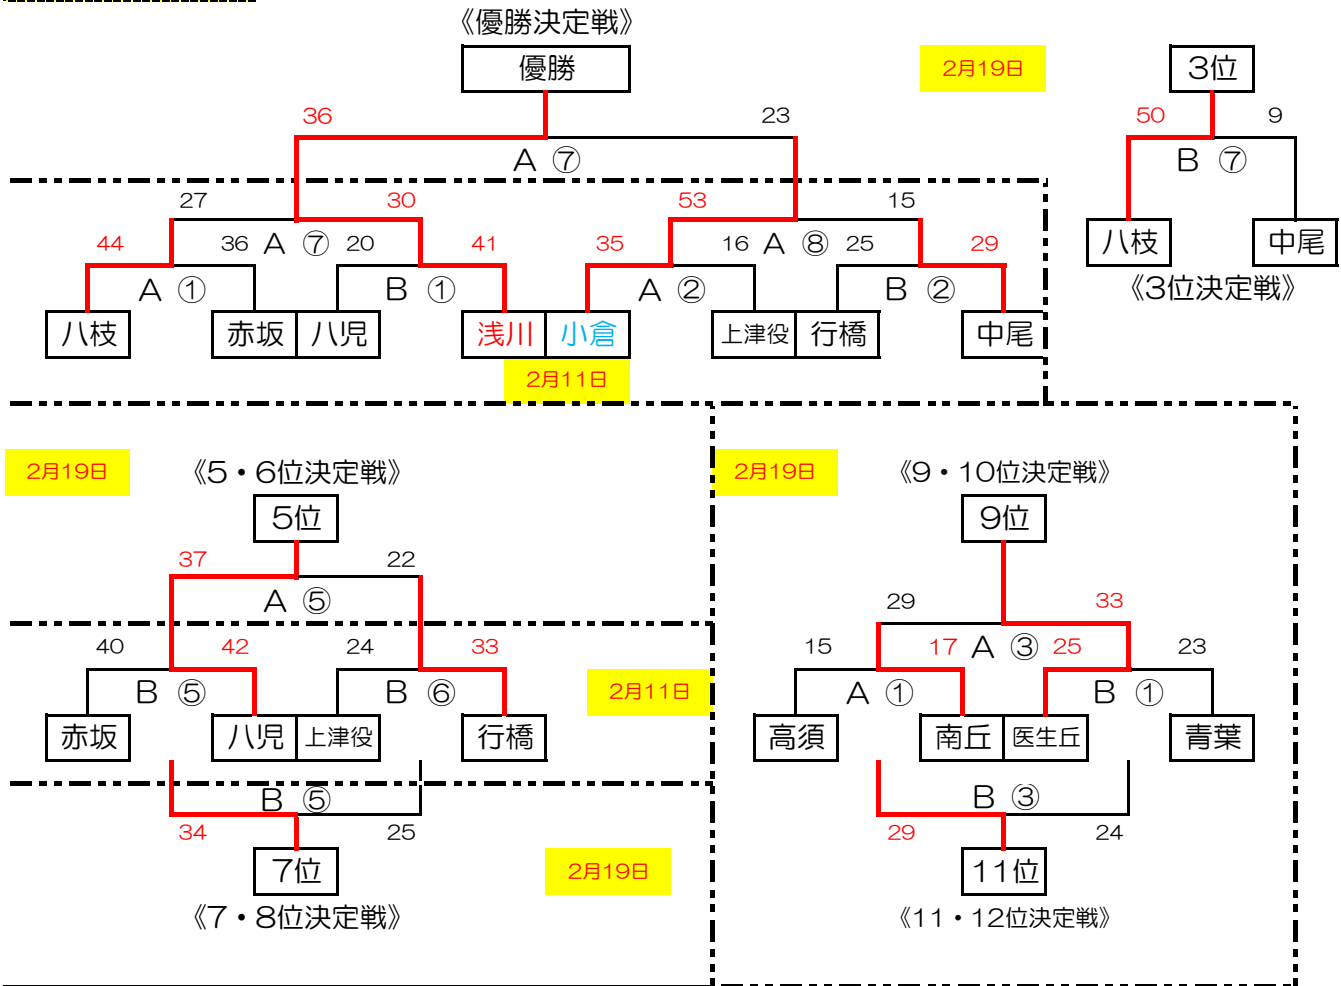 《優勝決定戦》
優勝
2月19日
3位
36
23
50
9
A ⑦
B ⑦
27
30
53
15
44
36
A ⑦
20
41
35
16
A ⑧
25
29
八枝
中尾
A ①
B ①
A ②
B ②
《3位決定戦》
八枝
赤坂
八児
浅川
小倉
上津役
行橋
中尾
2月11日
2月19日
《5・6位決定戦》
5位
37
22
A ⑤
40
42
24
33
B ⑤
B ⑥
2月11日
赤坂
八児
上津役
行橋
B ⑤
34
25
7位
2月19日
《7・8位決定戦》
2月19日
《9・10位決定戦》
9位
29
33
15
17
A ③
25
23
A ①
B ①
高須
南丘
医生丘
青葉
B ③
29
24
11位
《11・12位決定戦》